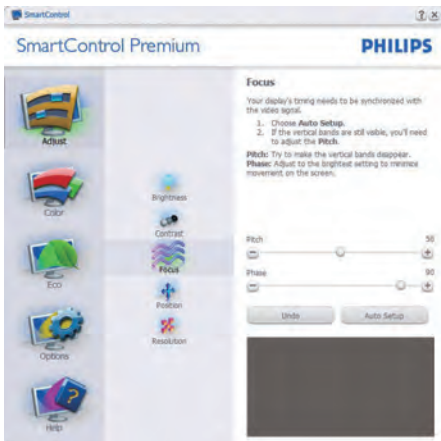 SmartControl
? x
SmartControl Premium
PHILIPS
Adjust
Color
Eco
Options
Help
Brightness
Contrast
Focus
Position
Resolution
Focus
Your display's timing needs to be synchronized with
the video signal.
1. Choose Auto Setup.
2. If the vertical bands are still visible, you'll need
to adjust the Pitch.
Pitch: Try to make the vertical bands disappear.
Phase: Adjust to the brightest setting to minimize
movement on the screen.
Pitch 50
Phase 90
Undo Auto Setup